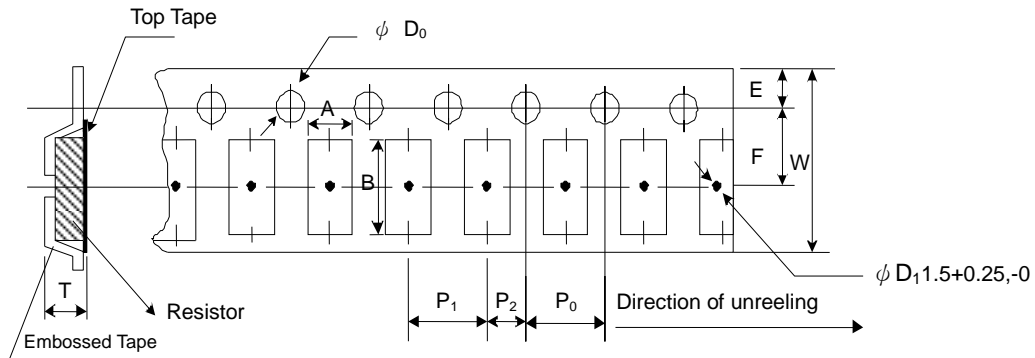 Top Tape
ϕ D₀
E
A
F
W
B
ϕ D₁ 1.5+0.25,-0
T
P₁
P₂
P₀
Direction of unreeling
Resistor
Embossed Tape